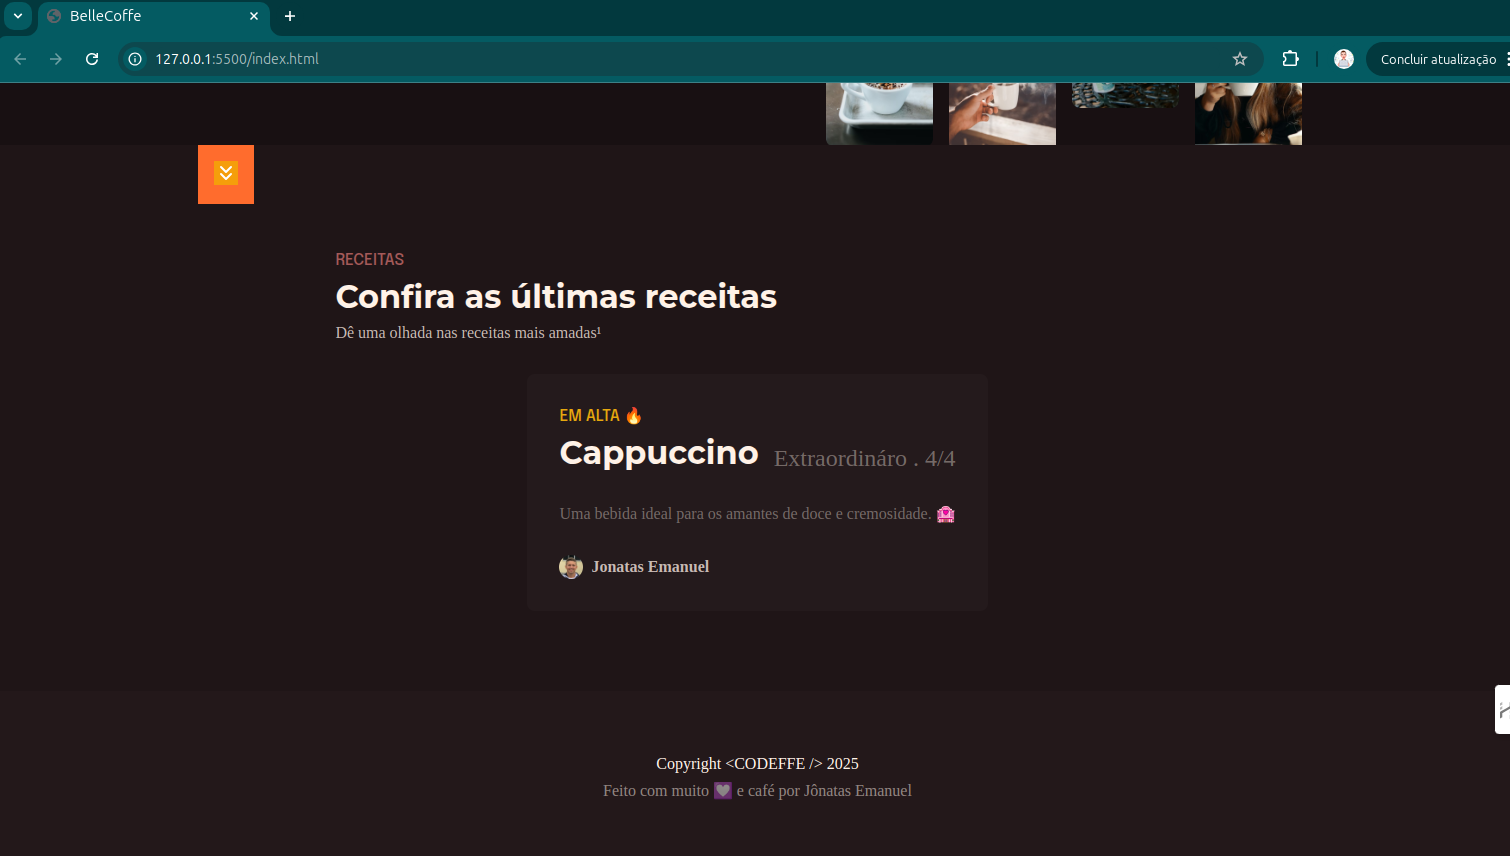 BelleCoffe
127.0.0.1:5500/index.html
Concluir atualização
RECEITAS
Confira as últimas receitas
Dê uma olhada nas receitas mais amadas¹
EM ALTA 🔥
Cappuccino Extraordináro . 4/4
Uma bebida ideal para os amantes de doce e cremosidade. 🏩
Jonatas Emanuel
Copyright <CODEFFE /> 2025
Feito com muito 💟 e café por Jônatas Emanuel